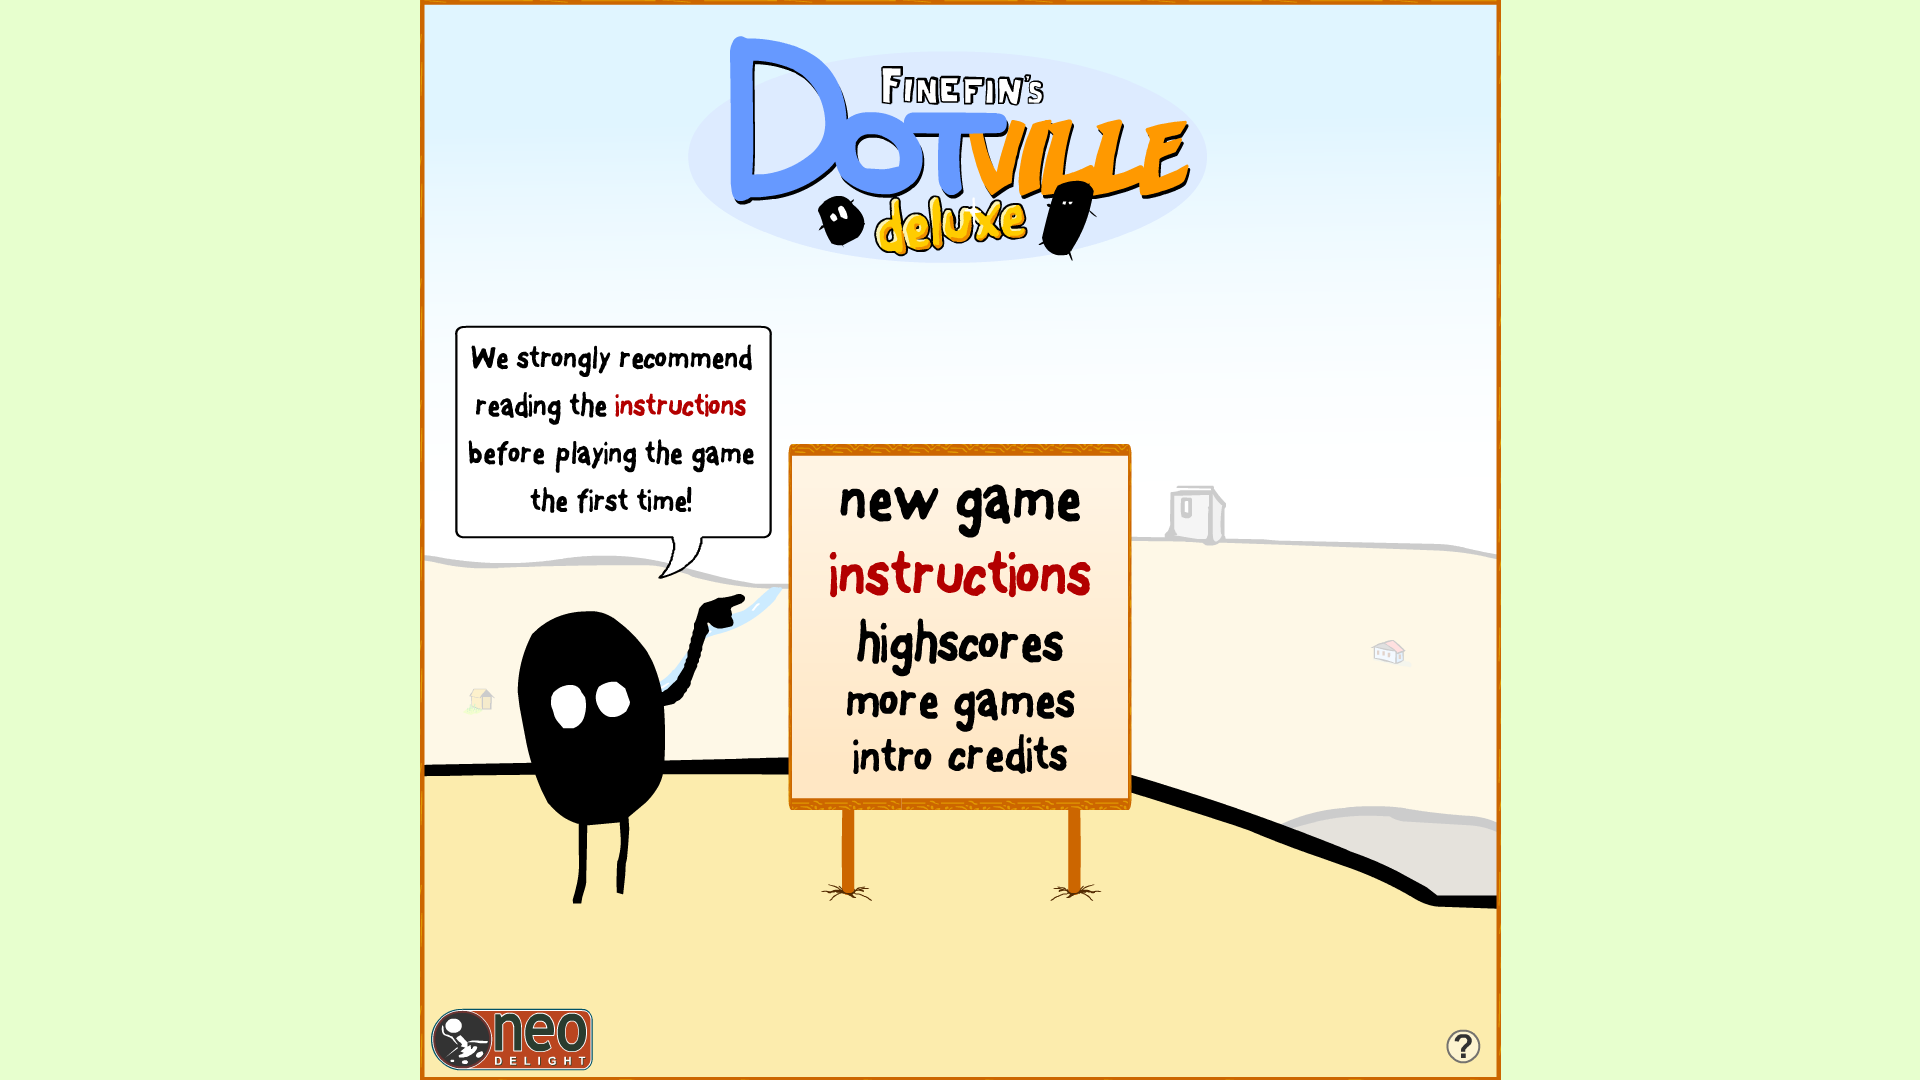 FINEFIN'S
DOTVILLE
deluxe
We strongly recommend
reading the instructions
before playing the game
the first time!
new game
instructions
highscores
more games
intro credits
neo
DELIGHT
?